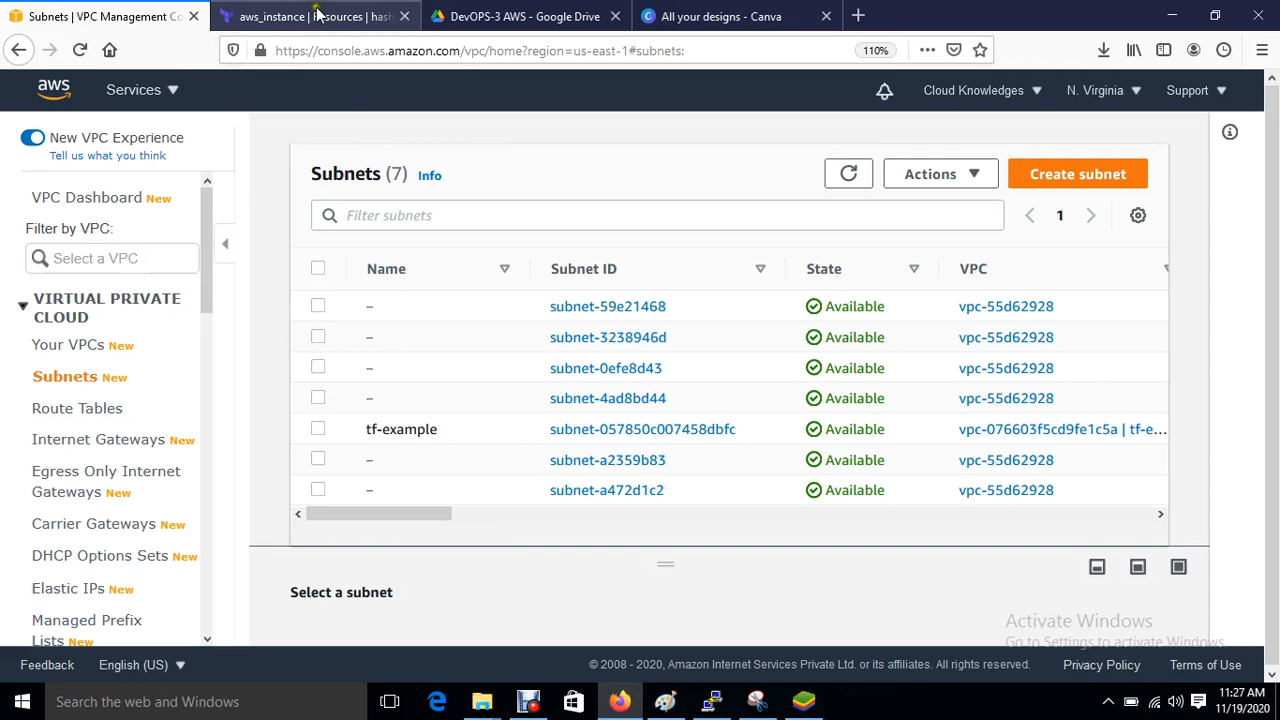 Subnets | VPC Management Co
aws_instance | Resources | hash
DevOPS-3 AWS - Google Drive
All your designs - Canva
https://console.aws.amazon.com/vpc/home?region=us-east-1#subnets:
110%
aws
Services
Cloud Knowledges
N. Virginia
Support
New VPC Experience
Tell us what you think
VPC Dashboard New
Filter by VPC:
Select a VPC
VIRTUAL PRIVATE
CLOUD
Your VPCs New
Subnets New
Route Tables
Internet Gateways New
Egress Only Internet
Gateways New
Carrier Gateways New
DHCP Options Sets New
Elastic IPs New
Managed Prefix
Lists New
Subnets (7) Info
Actions
Create subnet
Filter subnets
1
Name Subnet ID State VPC
– subnet-59e21468 Available vpc-55d62928
– subnet-3238946d Available vpc-55d62928
– subnet-0efe8d43 Available vpc-55d62928
– subnet-4ad8bd44 Available vpc-55d62928
tf-example subnet-057850c007458dbfc Available vpc-076603f5cd9fe1c5a | tf-e...
– subnet-a2359b83 Available vpc-55d62928
– subnet-a472d1c2 Available vpc-55d62928
Select a subnet
Activate Windows
Go to Settings to activate Windows.
Feedback
English (US)
© 2008 - 2020, Amazon Internet Services Private Ltd. or its affiliates. All rights reserved.
Privacy Policy
Terms of Use
Search the web and Windows
11:27 AM
11/19/2020